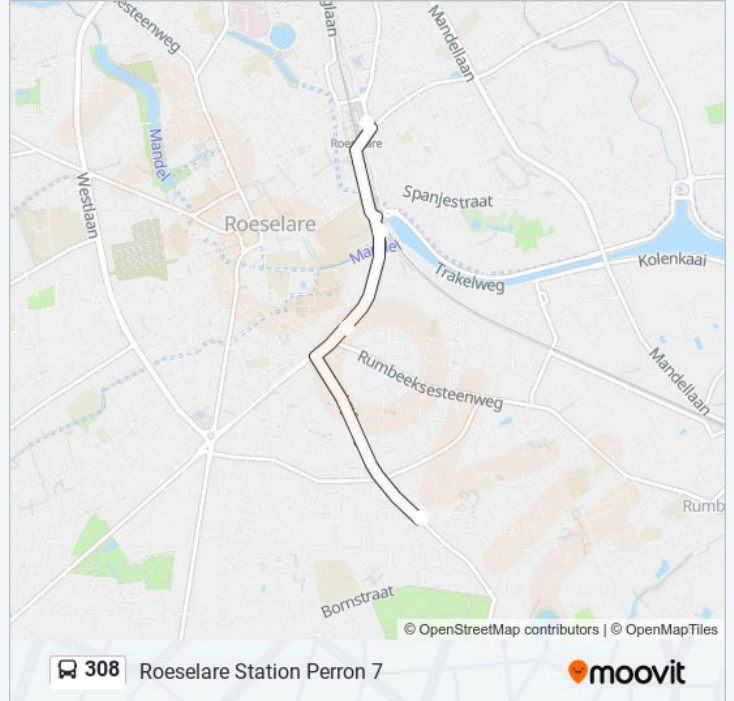 esteenweg
glaan
Mandellaan
Mandel
Roeselare
Westlaan
Spanjestraat
Roeselare
Mandel
Kolenkaai
Trakelweg
Rumbeeksesteenweg
Mandellaan
Rumb
Bornstraat
© OpenStreetMap contributors | © OpenMapTiles
308 Roeselare Station Perron 7 moovit